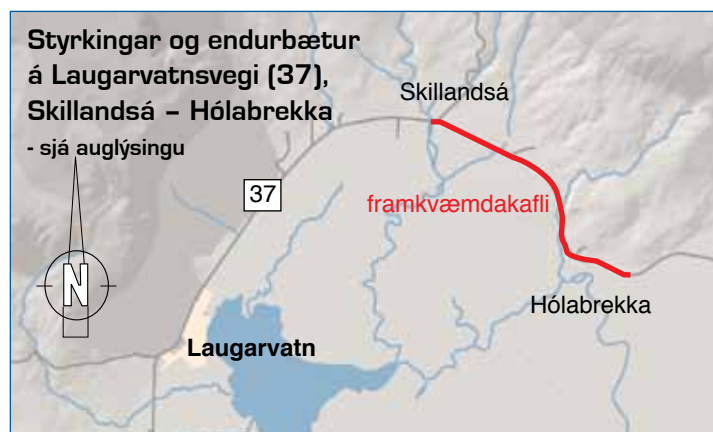 Styrkingar og endurbætur
á Laugarvatnsvegi (37),
Skillandsá – Hólabrekka
- sjá auglýsingu
Skillandsá
37
framkvæmdakafli
N
Hólabrekka
Laugarvatn